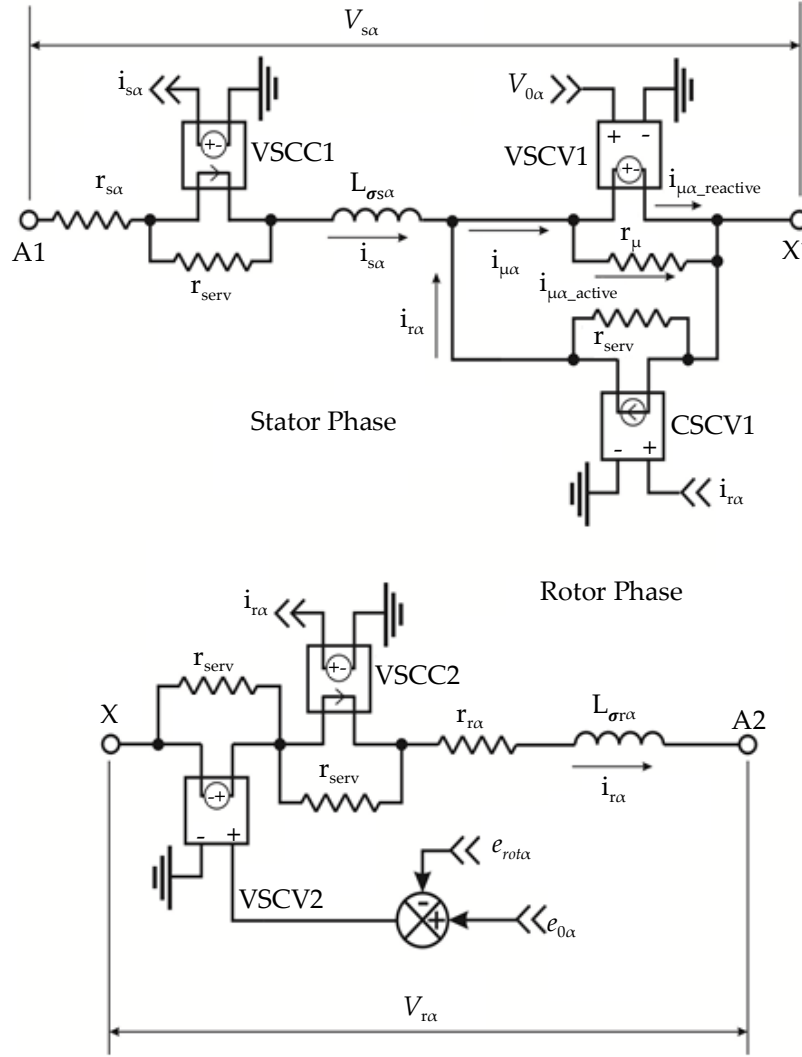 V_sα
i_sα
V_0α
+ -
+-
VSCC1
VSCV1
+-
i_μα_reactive
r_sα
L_σsα
A1
X
r_serv
i_sα
i_μα
r_μ
i_μα_active
i_rα
r_serv
Stator Phase
CSCV1
- +
i_rα
Rotor Phase
i_rα
r_serv
+-
VSCC2
X
r_rα
L_σrα
A2
r_serv
i_rα
-+
- +
VSCV2
e_rotα
-
+
e_0α
V_rα